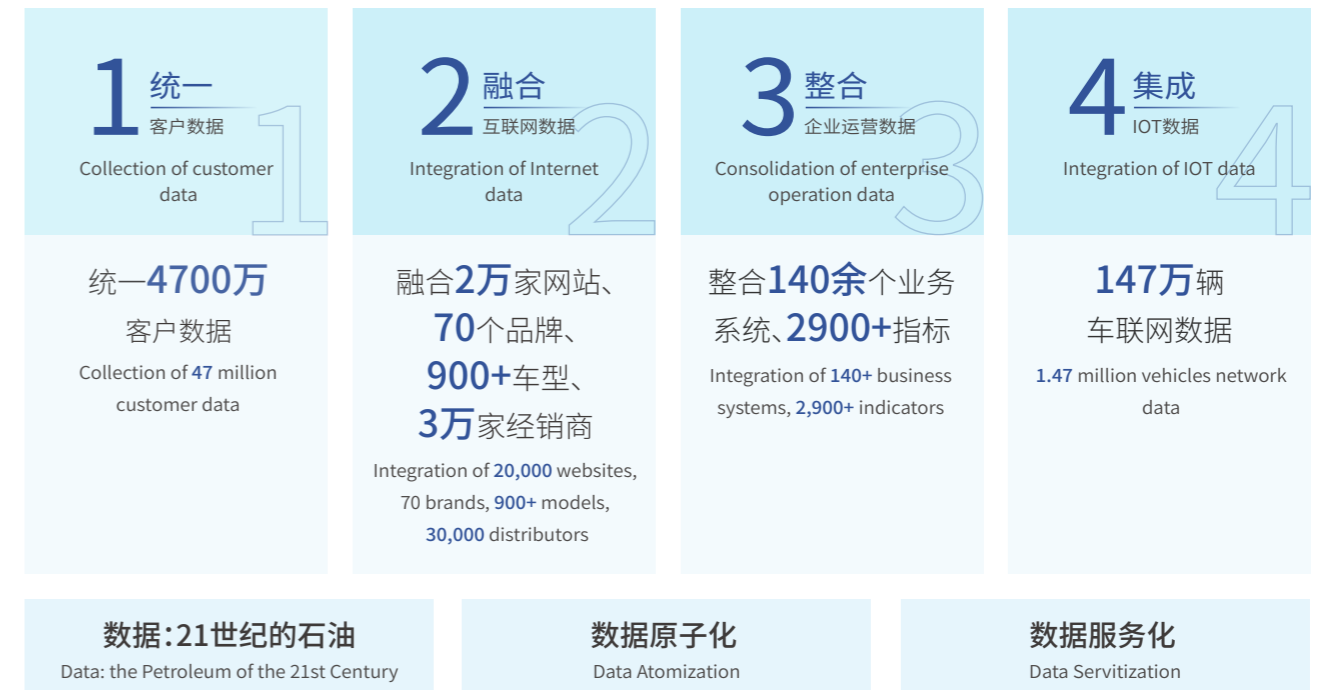 1
统一
客户数据
Collection of customer
data
1
统一4700万
客户数据
Collection of 47 million
customer data
2
融合
互联网数据
Integration of Internet
data
2
融合2万家网站、
70个品牌、
900+车型、
3万家经销商
Integration of 20,000 websites,
70 brands, 900+ models,
30,000 distributors
3
整合
企业运营数据
Consolidation of enterprise
operation data
3
整合140余个业务
系统、2900+指标
Integration of 140+ business
systems, 2,900+ indicators
4
集成
IOT数据
Integration of IOT data
4
147万辆
车联网数据
1.47 million vehicles network
data
数据：21世纪的石油
Data: the Petroleum of the 21st Century
数据原子化
Data Atomization
数据服务化
Data Servitization